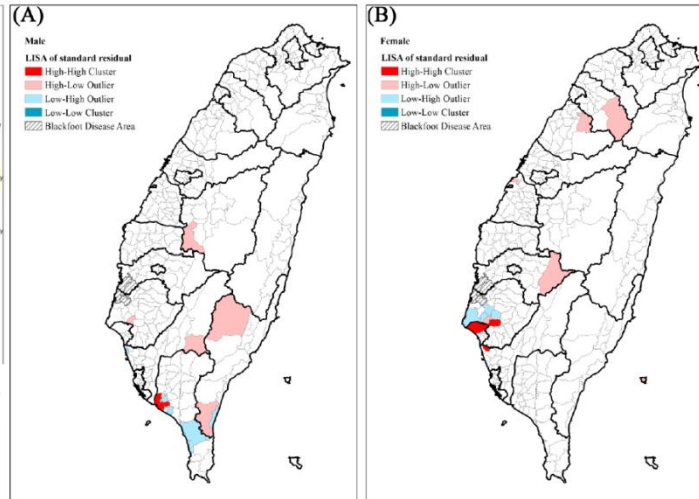 (A)
Male
LISA of standard residual
High-High Cluster
High-Low Outlier
Low-High Outlier
Low-Low Cluster
Blackfoot Disease Area
(B)
Female
LISA of standard residual
High-High Cluster
High-Low Outlier
Low-High Outlier
Low-Low Cluster
Blackfoot Disease Area